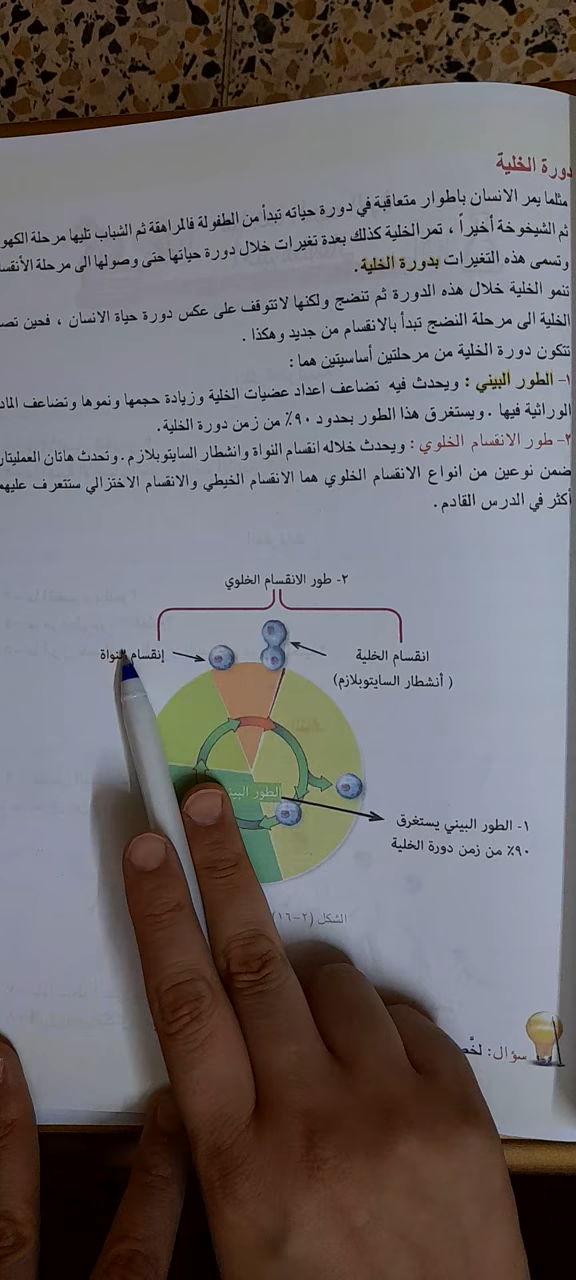 دورة الخلية
مثلما يمر الانسان باطوار متعاقبة في دورة حياته تبدأ من الطفولة فالمراهقة ثم الشباب تليها مرحلة
ثم الشيخوخة أخيراً ، تمر الخلية كذلك بعدة تغيرات خلال دورة حياتها حتى وصولها الى مرحلة
وتسمى هذه التغيرات بدورة الخلية .
تنمو الخلية خلال هذه الدورة ثم تنضج ولكنها لاتتوقف على عكس دورة حياة الانسان ، فحين
الخلية الى مرحلة النضج تبدأ بالانقسام من جديد وهكذا .
تتكون دورة الخلية من مرحلتين أساسيتين هما :
١- الطور البيني : ويحدث فيه تضاعف اعداد عضيات الخلية وزيادة حجمها ونموها وتضاعف
الوراثية فيها . ويستغرق هذا الطور بحدود ٩٠٪ من زمن دورة الخلية .
٢- طور الانقسام الخلوي : ويحدث خلاله انقسام النواة وانشطار السايتوبلازم . وتحدث هاتان
ضمن نوعين من انواع الانقسام الخلوي هما الانقسام الخيطي والانقسام الاختزالي ستتعرف
أكثر في الدرس القادم .
٢- طور الانقسام الخلوي
انقسام الخلية
( أنشطار السايتوبلازم)
إنقسام النواة
الطور
١- الطور البيني يستغرق
٩٠٪ من زمن دورة الخلية
الشكل (٢-١٦)
سؤال: